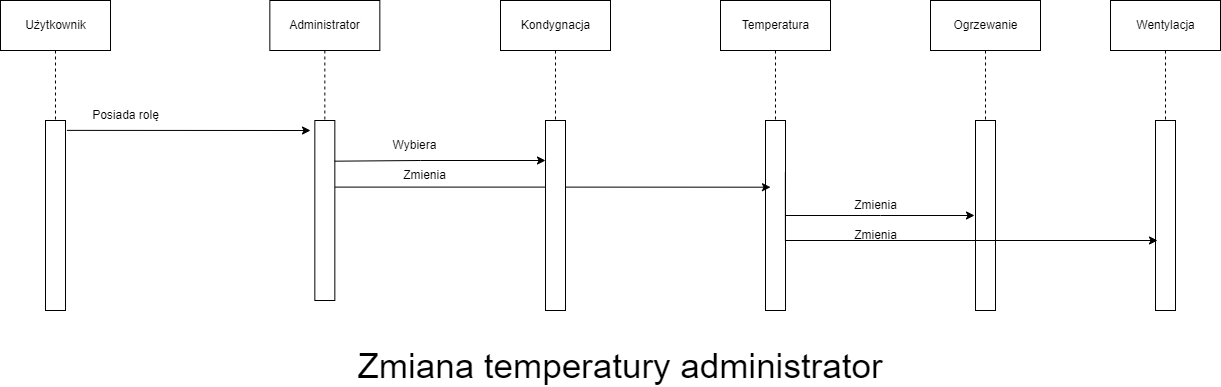 Użytkownik
Administrator
Kondygnacja
Temperatura
Ogrzewanie
Wentylacja
Posiada rolę
Wybiera
Zmienia
Zmienia
Zmienia
Zmiana temperatury administrator